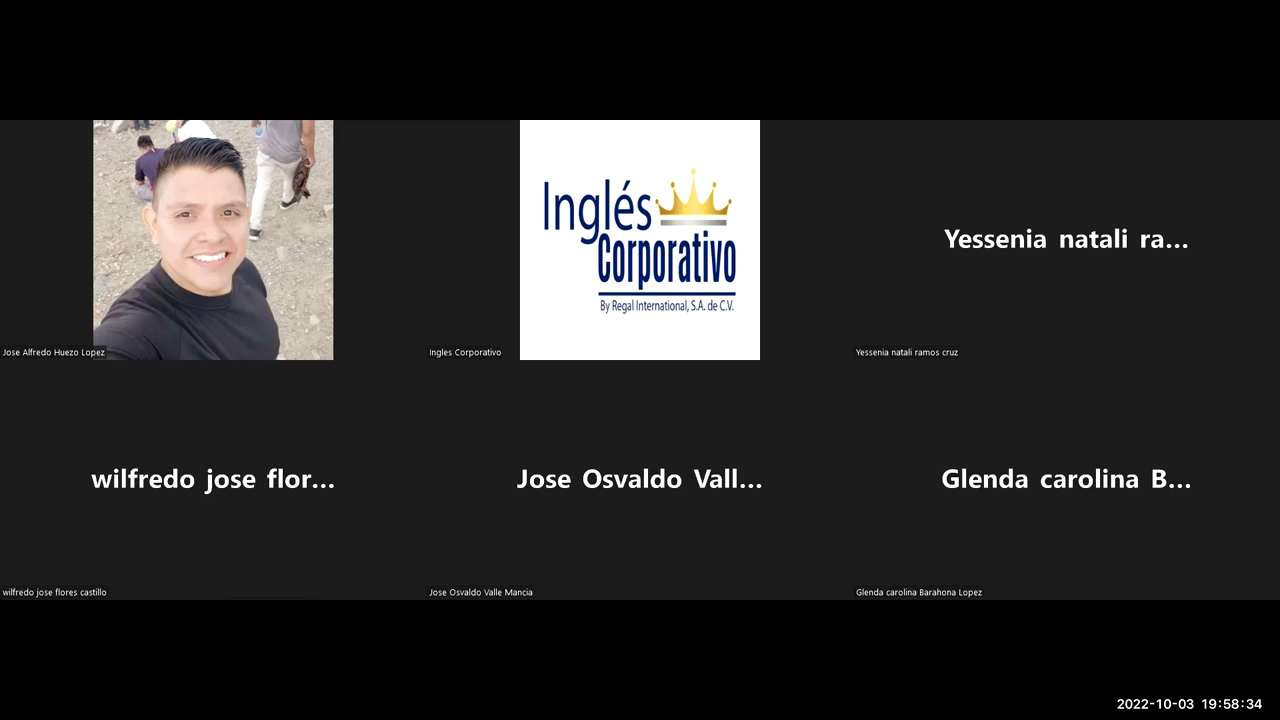 Inglés
Corporativo
By Regal International, S.A. de C.V.
Yessenia natali ra...
Jose Alfredo Huezo Lopez
Ingles Corporativo
Yessenia natali ramos cruz
wilfredo jose flor...
Jose Osvaldo Vall...
Glenda carolina B...
wilfredo jose flores castillo
Jose Osvaldo Valle Mancia
Glenda carolina Barahona Lopez
2022-10-03 19:58:34